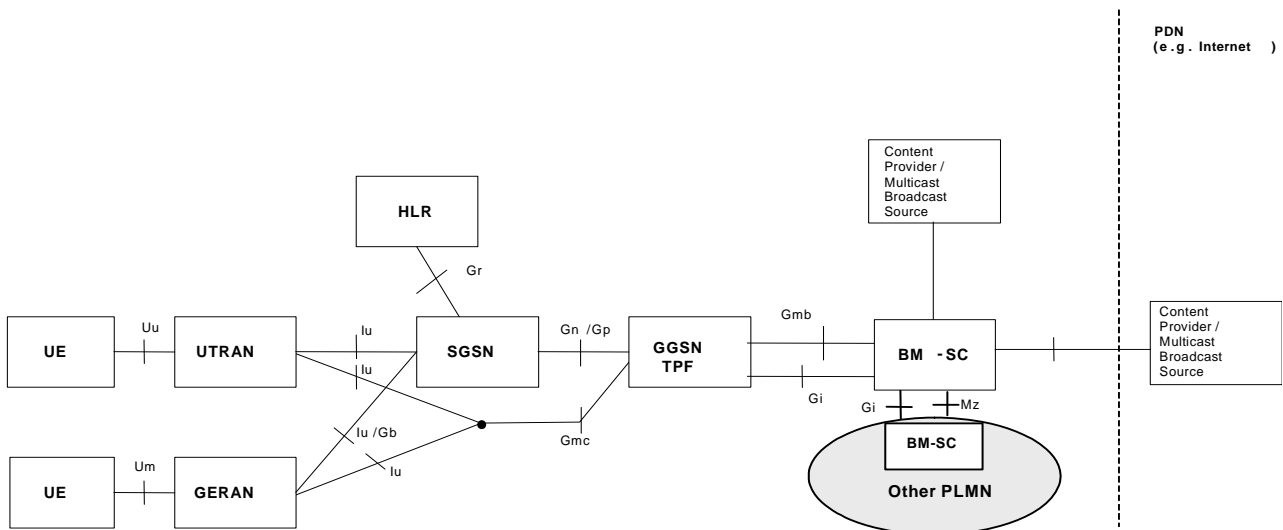 PDN
(e.g. Internet )
Content
Provider /
Multicast
Broadcast
Source
HLR
Gr
Uu
Iu
Gn /Gp
Gmb
Content
Provider /
Multicast
Broadcast
Source
UE
UTRAN
SGSN
GGSN
TPF
BM -SC
Iu
Gi
Gi
Mz
Iu /Gb
Gmc
BM-SC
Um
Iu
UE
GERAN
Other PLMN